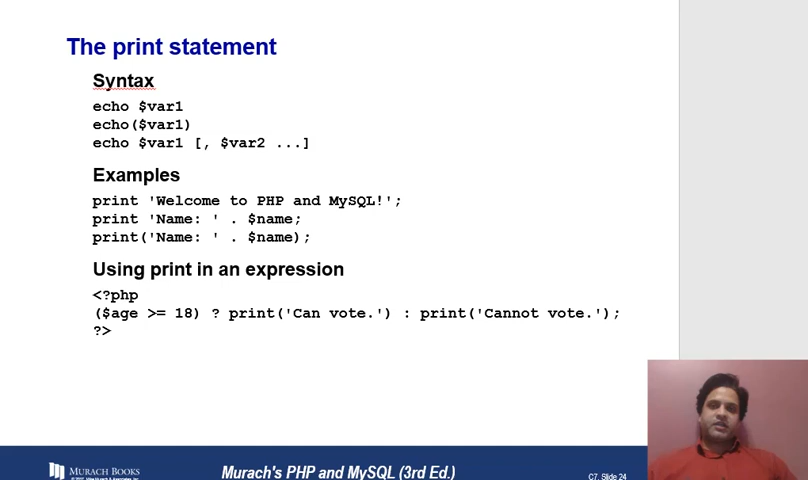 The print statement
Syntax
echo $var1
echo($var1)
echo $var1 [, $var2 ...]
Examples
print 'Welcome to PHP and MySQL!';
print 'Name: ' . $name;
print('Name: ' . $name);
Using print in an expression
<?php
($age >= 18) ? print('Can vote.') : print('Cannot vote.');
?>
MURACH BOOKS
Murach's PHP and MySQL (3rd Ed.)
C7, Slide 24